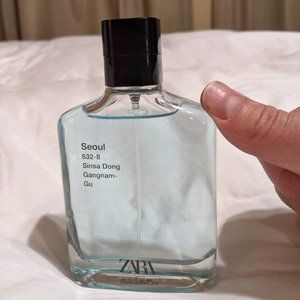 Seoul
532-8
Sinsa Dong
Gangnam-
Gu
ZARA